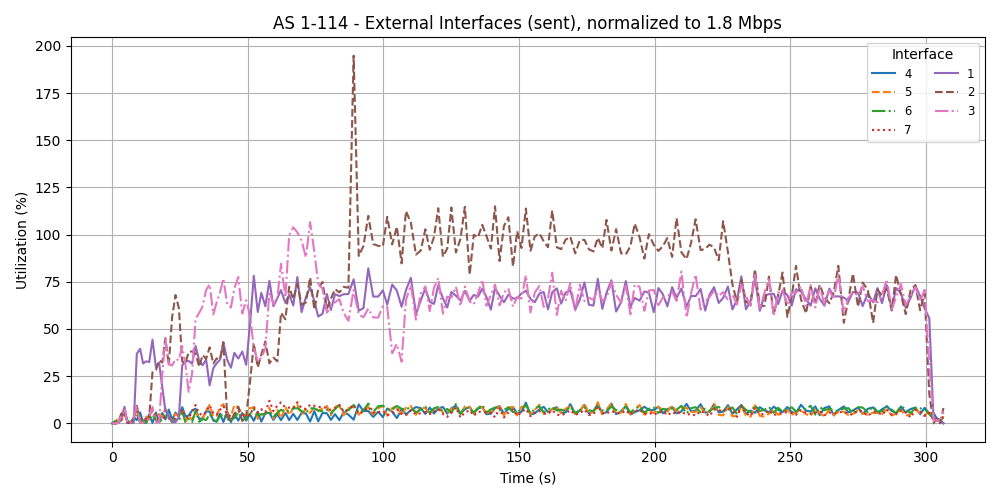 AS 1-114 - External Interfaces (sent), normalized to 1.8 Mbps
Utilization (%)
200
175
150
125
100
75
50
25
0
0 50 100 150 200 250 300
Time (s)
Interface
4 1
5 2
6 3
7